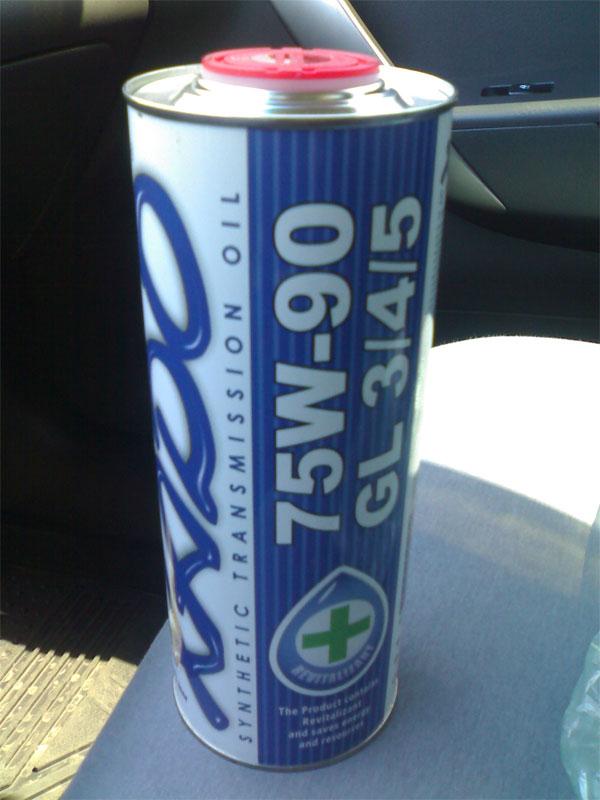 XADO
SYNTHETIC TRANSMISSION OIL
75W-90
GL 3/4/5
REVITALIZANT
The Product contains
Revitalizant
and saves energy
and resources